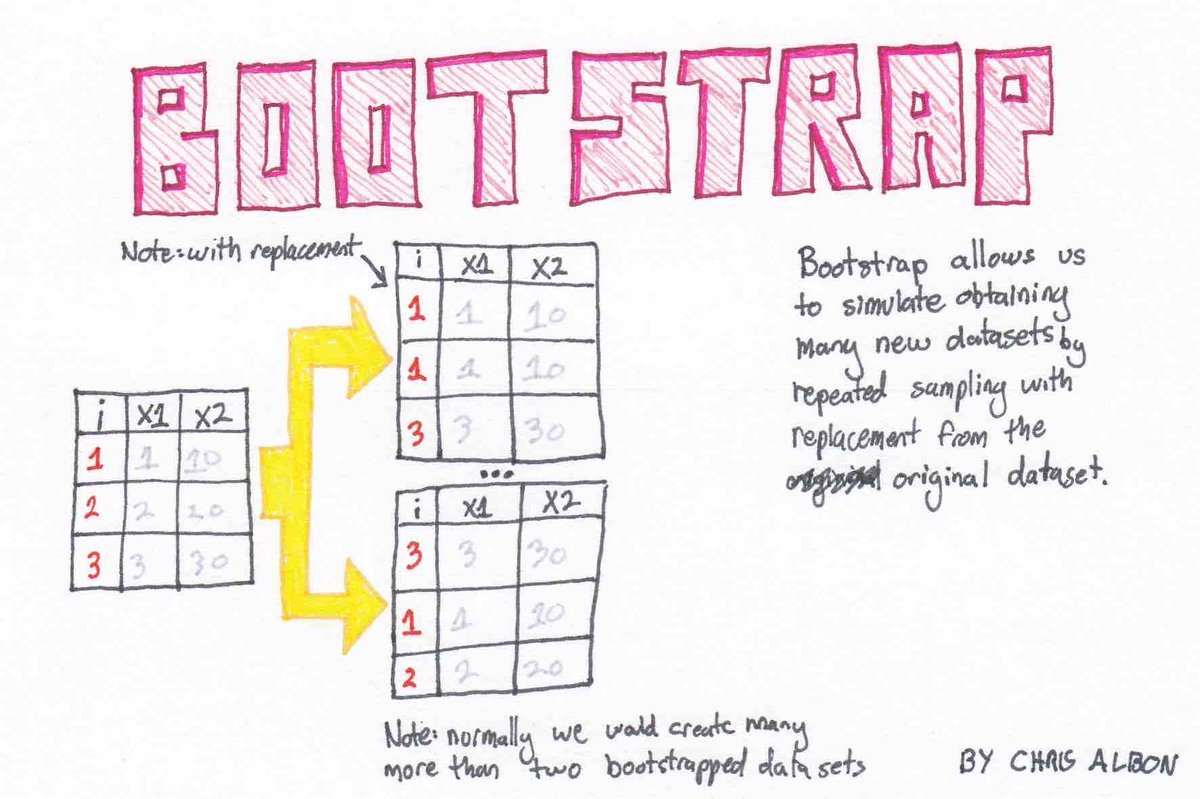 BOOTSTRAP
Note: with replacement
i X1 X2
1 1 10
1 1 10
3 3 30
...
i X1 X2
1 1 10
2 2 20
3 3 30
i X1 X2
3 3 30
1 1 10
2 2 20
Note: normally we would create many
more than two bootstrapped data sets
Bootstrap allows us
to simulate obtaining
many new datasets by
repeated sampling with
replacement from the
original dataset.
BY CHRIS ALBON